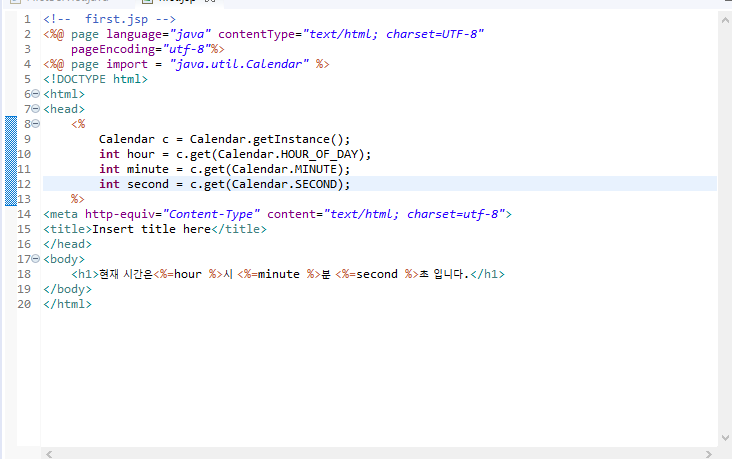 1 <!--  first.jsp -->
2 <%@ page language="java" contentType="text/html; charset=UTF-8"
3     pageEncoding="utf-8"%>
4 <%@ page import = "java.util.Calendar" %>
5 <!DOCTYPE html>
6 <html>
7 <head>
8     <%
9         Calendar c = Calendar.getInstance();
10         int hour = c.get(Calendar.HOUR_OF_DAY);
11         int minute = c.get(Calendar.MINUTE);
12         int second = c.get(Calendar.SECOND);
13     %>
14 <meta http-equiv="Content-Type" content="text/html; charset=utf-8">
15 <title>Insert title here</title>
16 </head>
17 <body>
18     <h1>현재 시간은<%=hour %>시 <%=minute %>분 <%=second %>초 입니다.</h1>
19 </body>
20 </html>